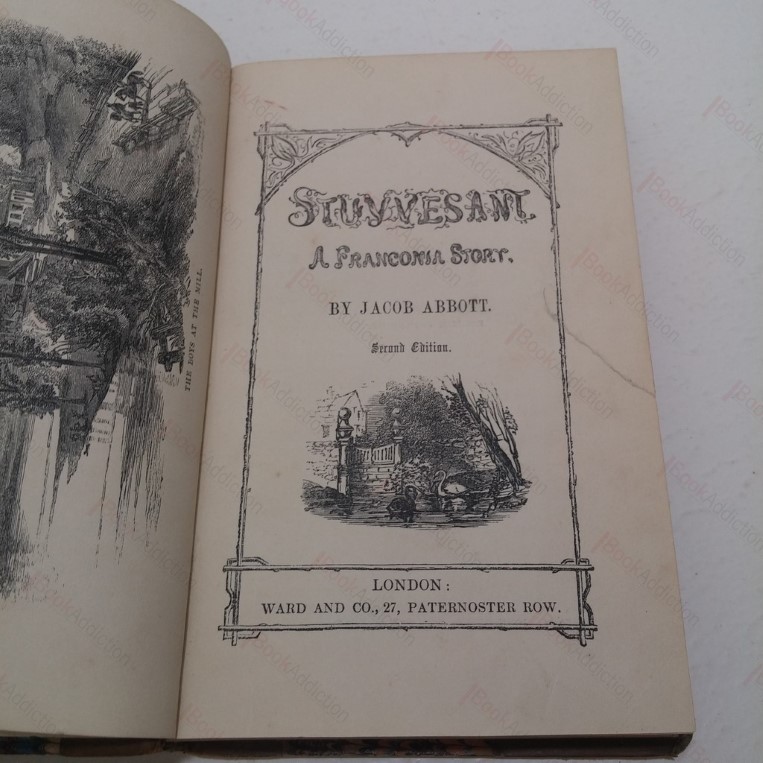 THE BOYS AT THE MILL.
STUYVESANT
A FRANCONIA STORY.
BY JACOB ABBOTT.
Second Edition.
LONDON:
WARD AND CO., 27, PATERNOSTER ROW.
BookAddiction